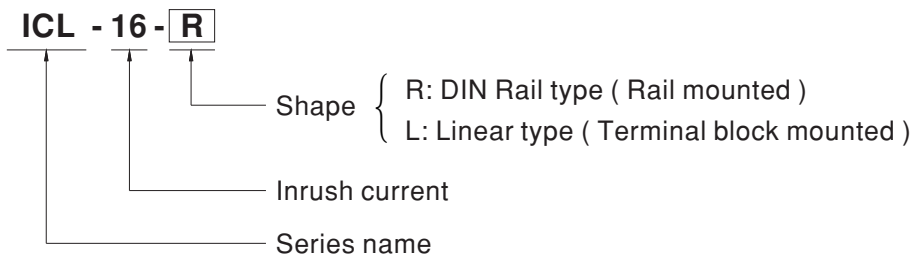 ICL - 16 - R
R: DIN Rail type ( Rail mounted )
Shape
L: Linear type ( Terminal block mounted )
Inrush current
Series name